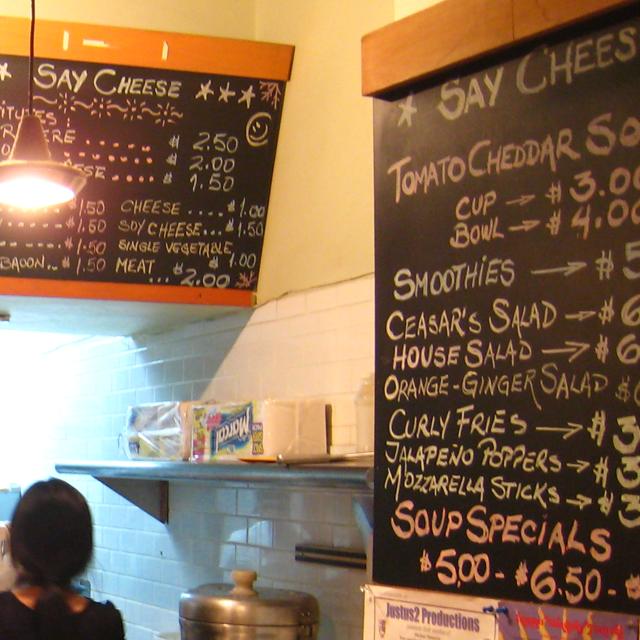 SAY CHEESE
2.50
2.00
1.50
1.50 CHEESE .... $1.00
$1.50 SOY CHEESE... $1.50
$1.50 SINGLE VEGETABLE
$1.00
BACON.. $1.50 MEAT ... $2.00
Marcal
SAY CHEES
TOMATO CHEDDAR SO
CUP → $3.00
BOWL → $4.00
SMOOTHIES → $5
CEASAR'S SALAD → $6
HOUSE SALAD → $6
ORANGE-GINGER SALAD $6
CURLY FRIES → $3
JALAPEÑO POPPERS → $3
MOZZARELLA STICKS → $3
SOUP SPECIALS
$5.00 - $6.50 -
Justus2 Productions